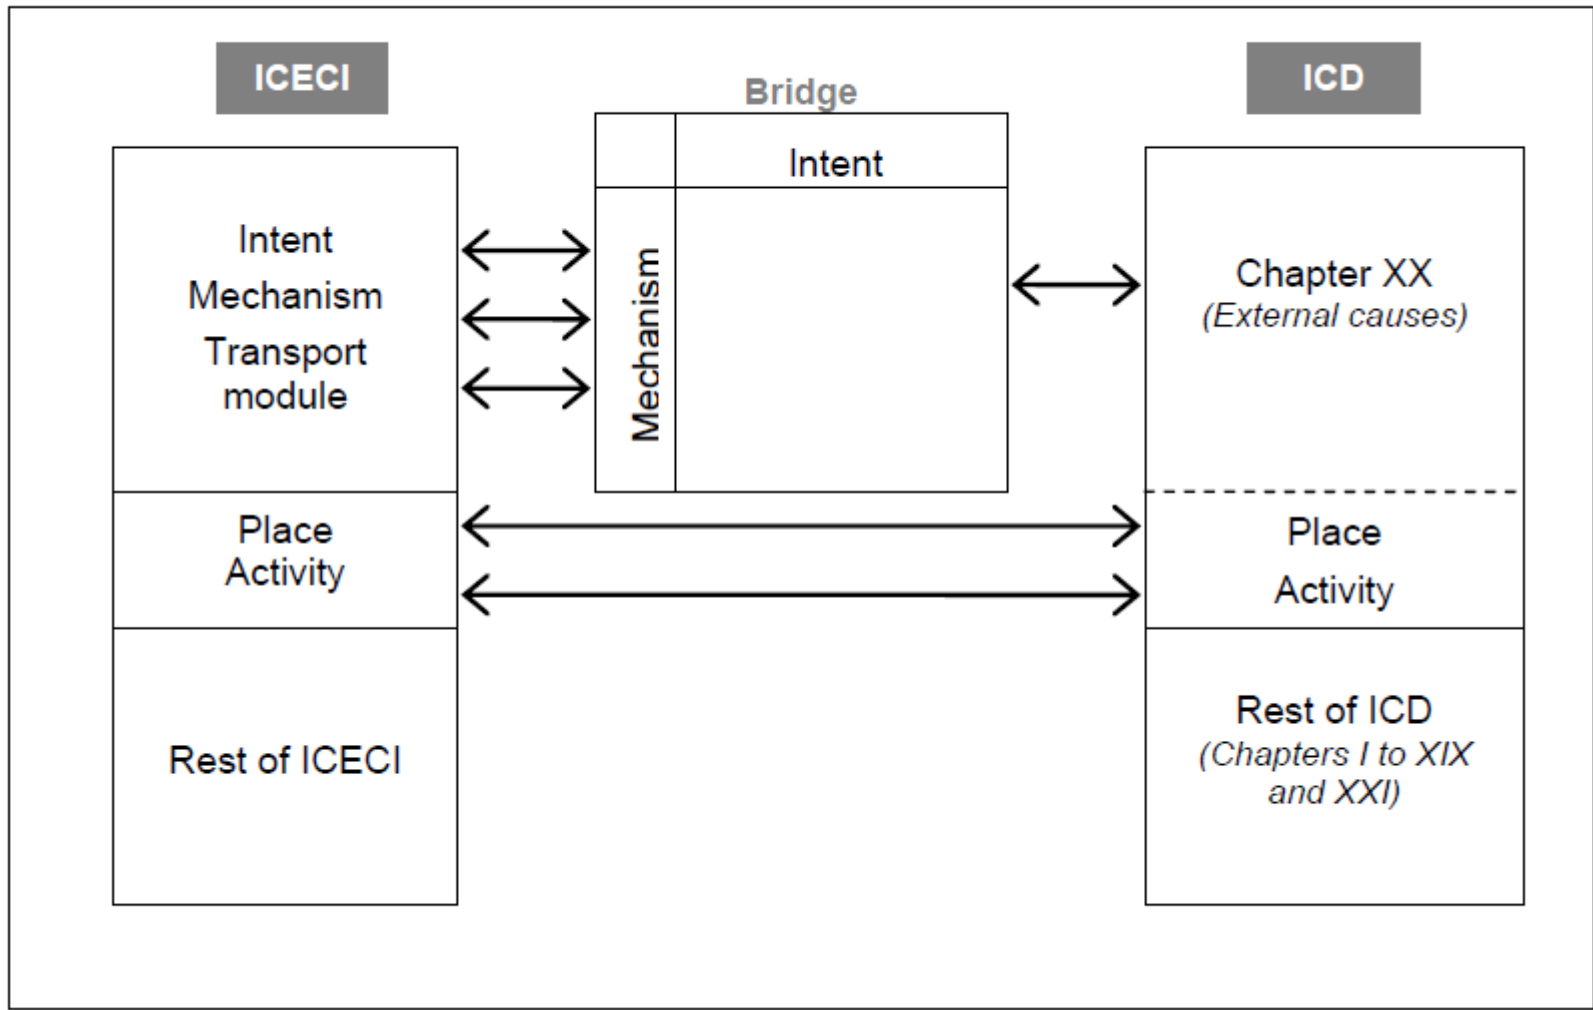 ICECI
Bridge
ICD
Intent
Mechanism
Transport
module
Place
Activity
Rest of ICECI
Intent
Mechanism
Chapter XX
(External causes)
Place
Activity
Rest of ICD
(Chapters I to XIX
and XXI)